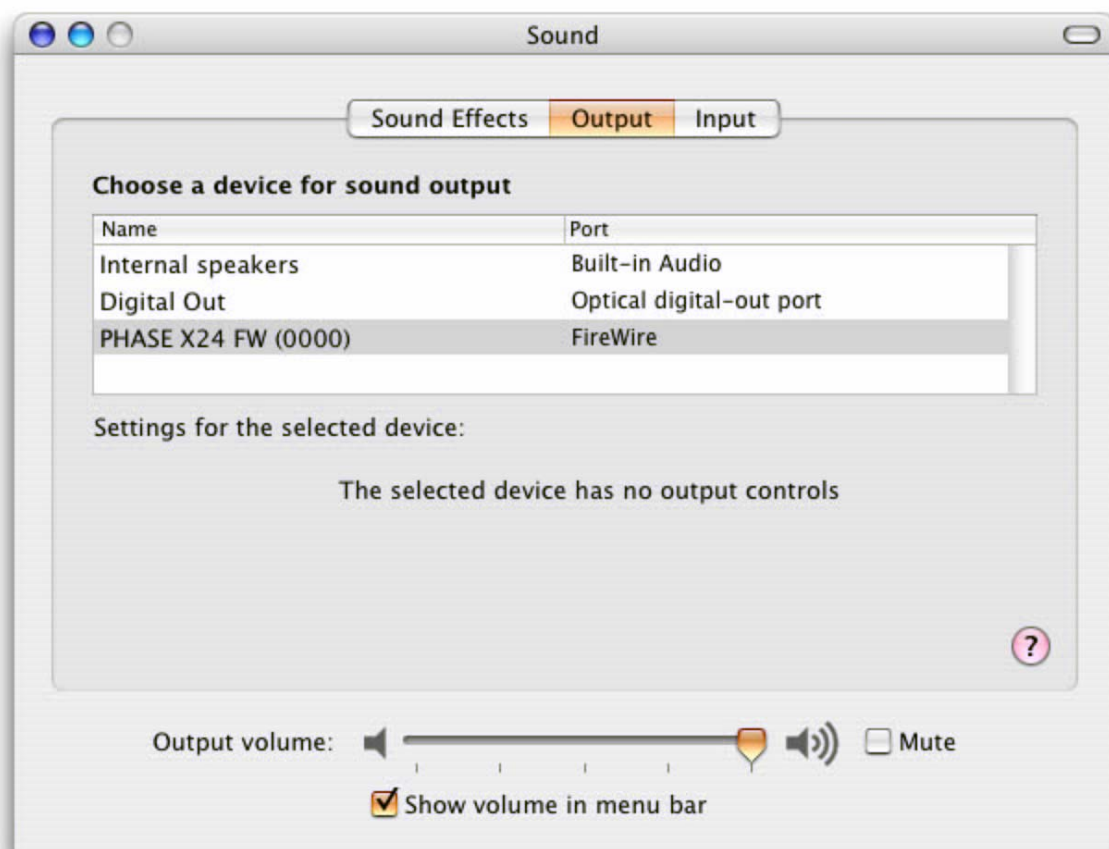 Sound
Sound Effects Output Input
Choose a device for sound output
Name Port
Internal speakers Built-in Audio
Digital Out Optical digital-out port
PHASE X24 FW (0000) FireWire
Settings for the selected device:
The selected device has no output controls
?
Output volume: Mute
Show volume in menu bar